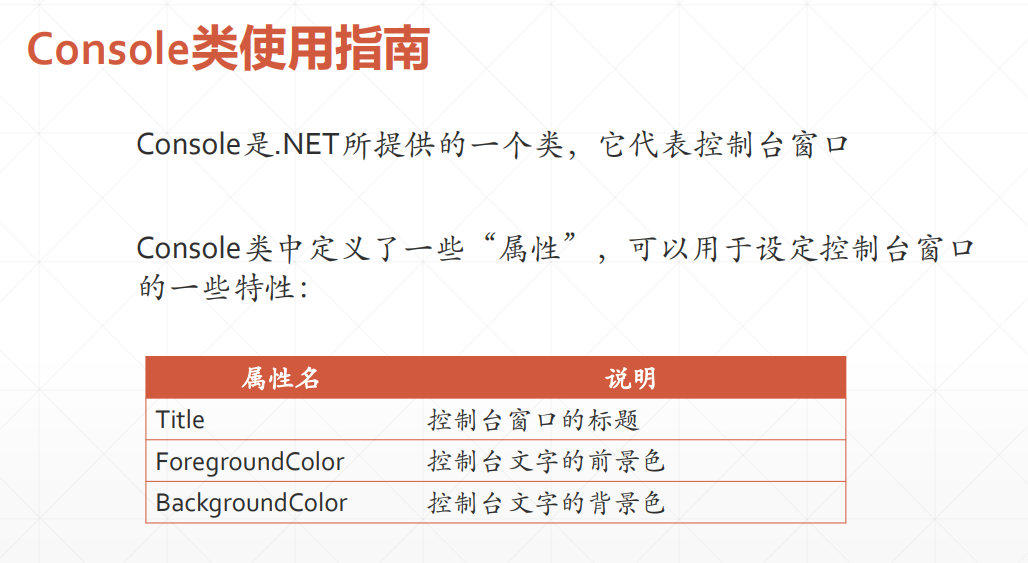 Console类使用指南
Console是.NET所提供的一个类，它代表控制台窗口
Console类中定义了一些“属性”，可以用于设定控制台窗口
的一些特性：
属性名 说明
Title 控制台窗口的标题
ForegroundColor 控制台文字的前景色
BackgroundColor 控制台文字的背景色